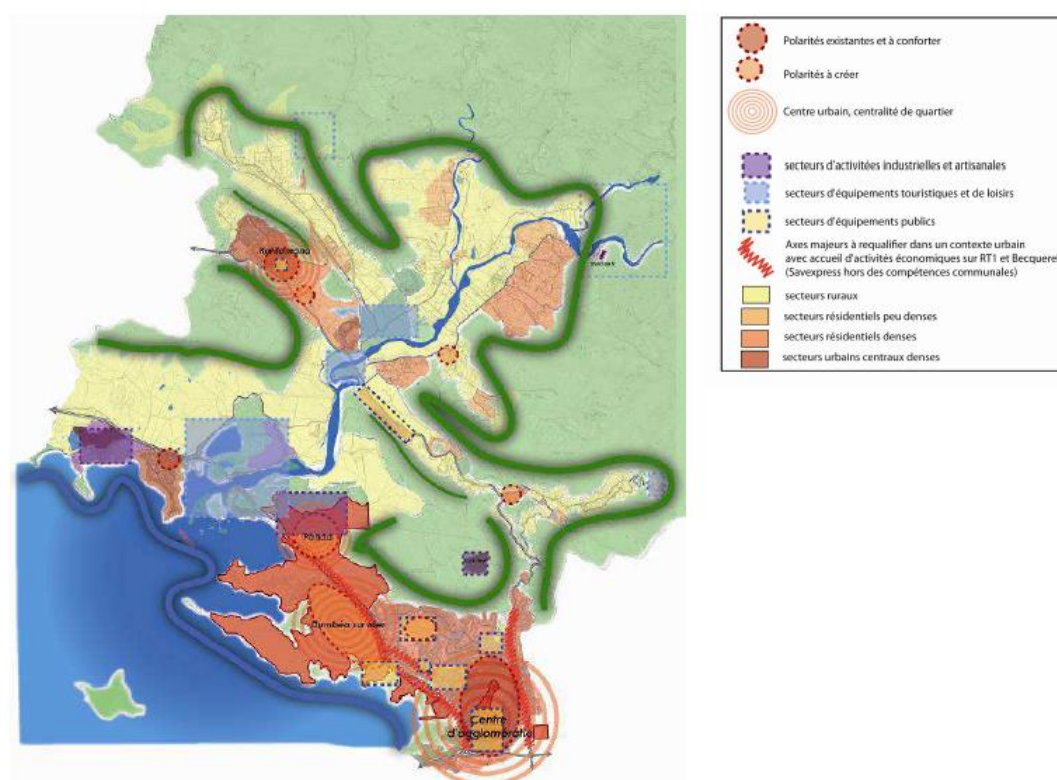 Polarités existantes et à conforter
Polarités à créer
Centre urbain, centralité de quartier
secteurs d'activitées industrielles et artisanales
secteurs d'équipements touristiques et de loisirs
secteurs d'équipements publics
Axes majeurs à requalifier dans un contexte urbain
avec accueil d'activités économiques sur RT1 et Becquerel
(Savexpress hors des compétences communales)
secteurs ruraux
secteurs résidentiels peu denses
secteurs résidentiels denses
secteurs urbains centraux denses
Dumbéa sur mer
Centre
d'agglomération